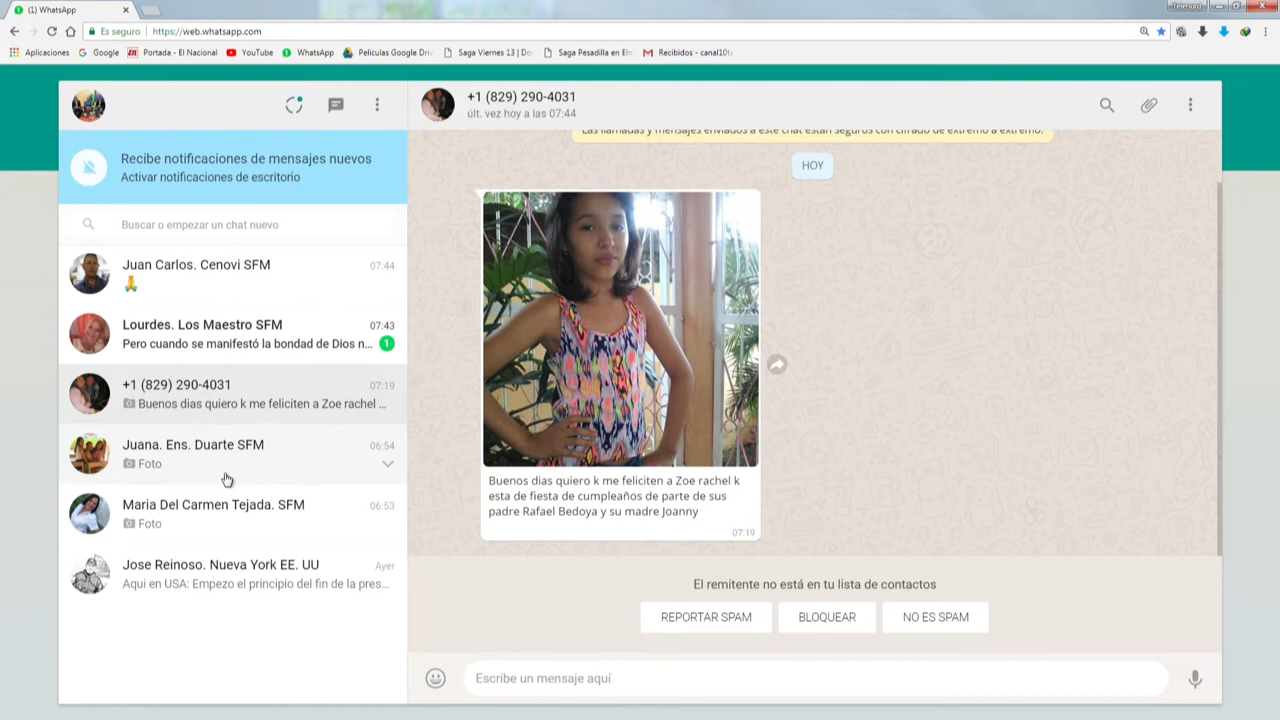 (1) WhatsApp
Telenord
Es seguro
https://web.whatsapp.com
Aplicaciones
Google
Portada - El Nacional
YouTube
WhatsApp
Peliculas Google Dri
Saga Viernes 13 | Do
Saga Pesadilla en Elm
Recibidos - canal10te
+1 (829) 290-4031
últ. vez hoy a las 07:44
Recibe notificaciones de mensajes nuevos
Activar notificaciones de escritorio
Buscar o empezar un chat nuevo
Juan Carlos. Cenovi SFM
07:44
Lourdes. Los Maestro SFM
07:43
Pero cuando se manifestó la bondad de Dios n...
1
+1 (829) 290-4031
07:19
Buenos dias quiero k me feliciten a Zoe rachel ...
Juana. Ens. Duarte SFM
06:54
Foto
Maria Del Carmen Tejada. SFM
06:53
Foto
Jose Reinoso. Nueva York EE. UU
Ayer
Aqui en USA: Empezo el principio del fin de la pres...
Las llamadas y mensajes enviados a este chat están seguros con cifrado de extremo a extremo.
HOY
Buenos dias quiero k me feliciten a Zoe rachel k
esta de fiesta de cumpleaños de parte de sus
padre Rafael Bedoya y su madre Joanny
07:19
El remitente no está en tu lista de contactos
REPORTAR SPAM
BLOQUEAR
NO ES SPAM
Escribe un mensaje aquí